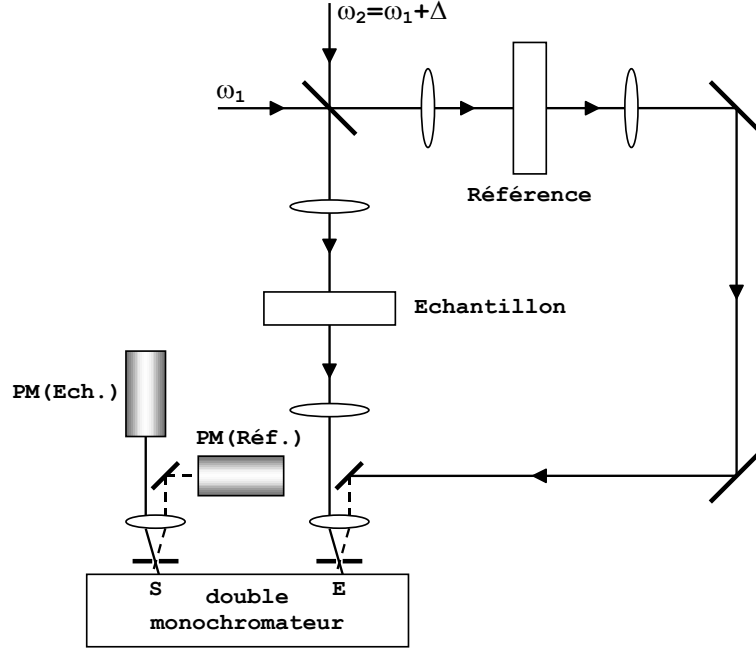 ω₂=ω₁+Δ
ω₁
Référence
Echantillon
PM(Ech.)
PM(Réf.)
S
E
double
monochromateur